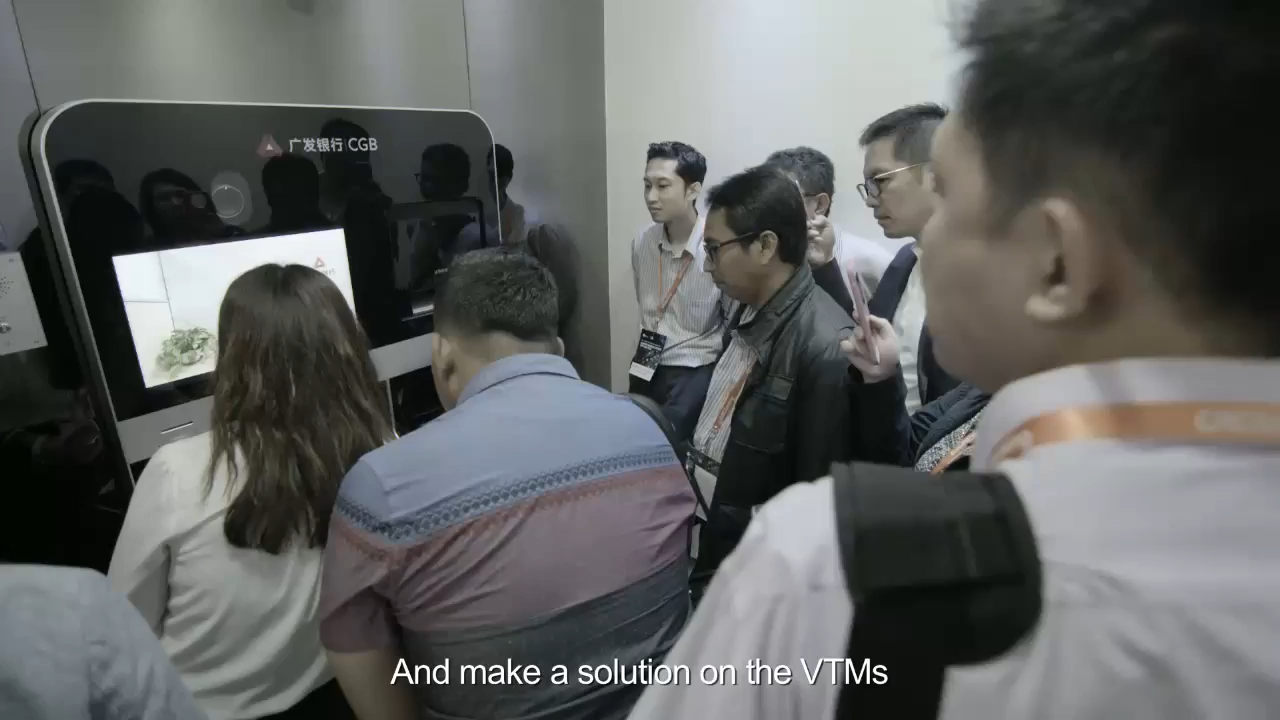 广发银行 CGB
And make a solution on the VTMs